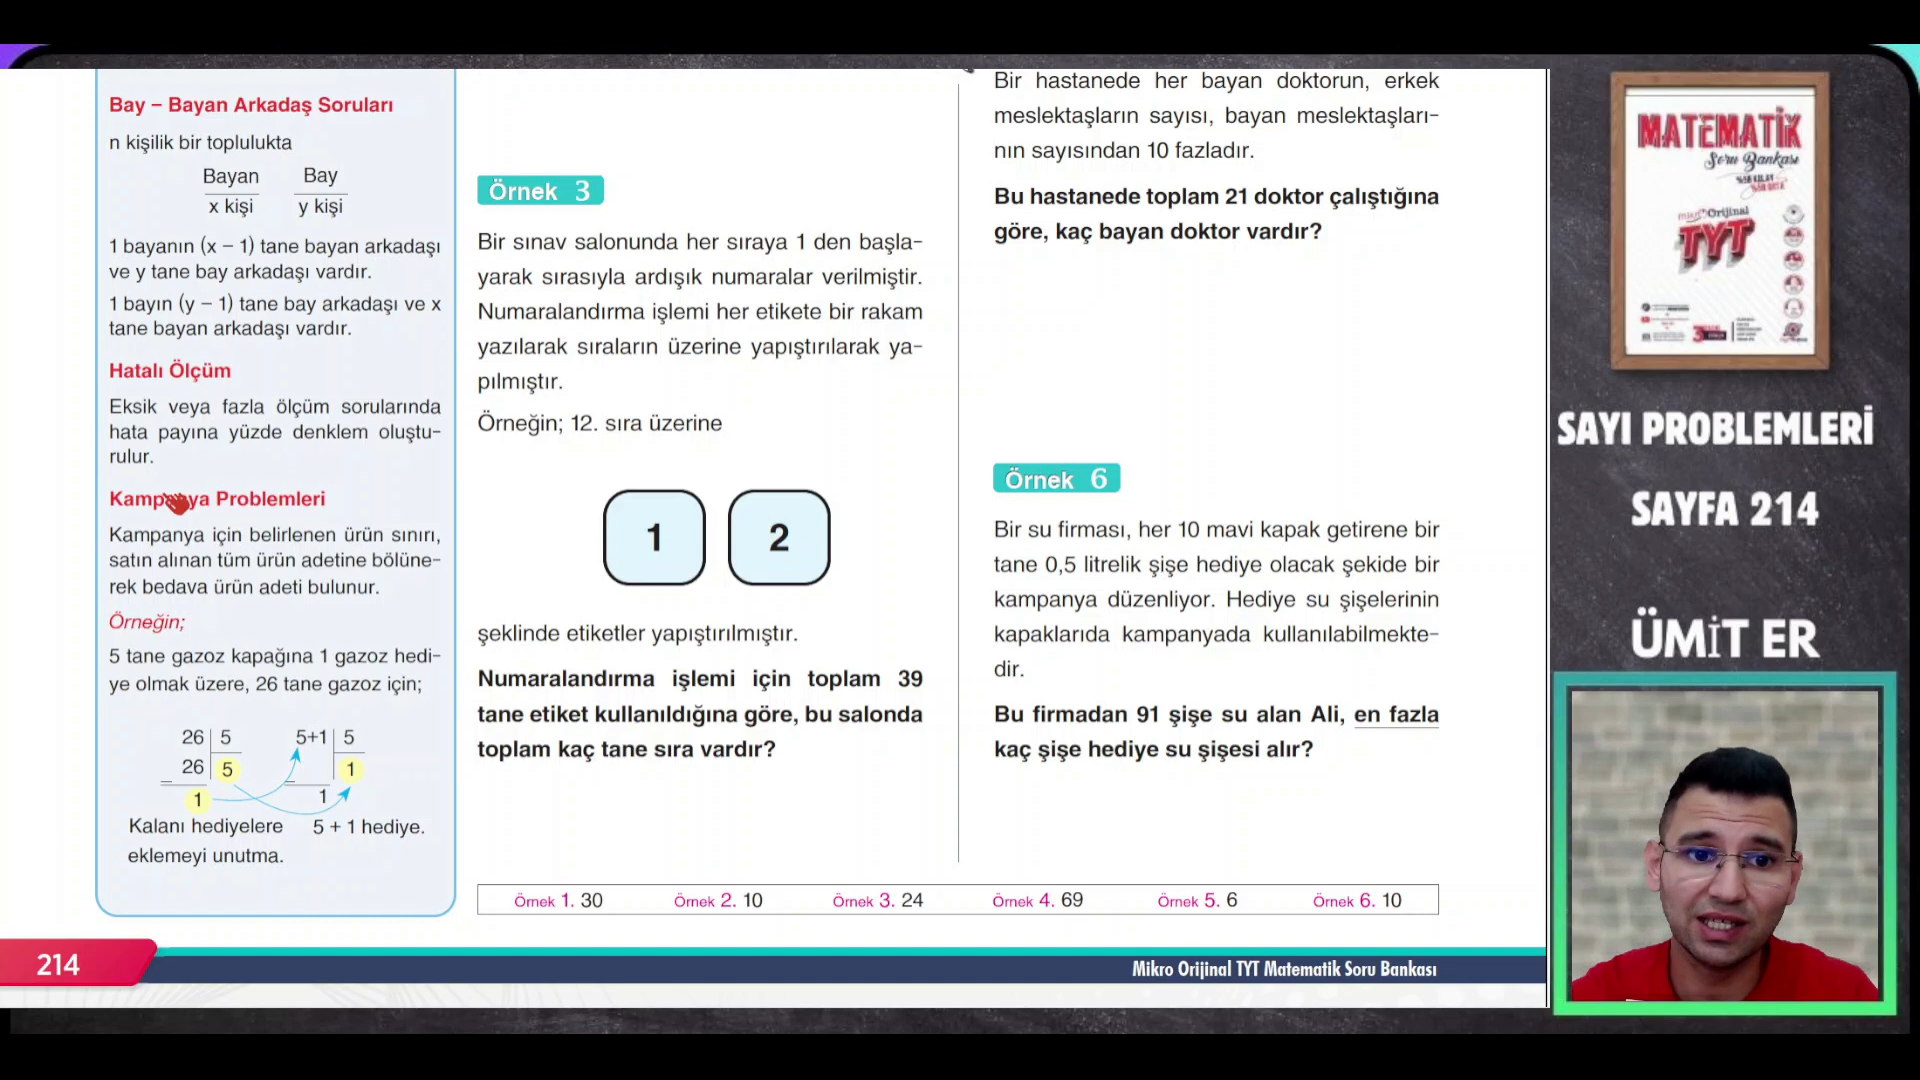 Bay – Bayan Arkadaş Soruları
n kişilik bir toplulukta
Bayan Bay
x kişi y kişi
1 bayanın (x – 1) tane bayan arkadaşı
ve y tane bay arkadaşı vardır.
1 bayın (y – 1) tane bay arkadaşı ve x
tane bayan arkadaşı vardır.
Hatalı Ölçüm
Eksik veya fazla ölçüm sorularında
hata payına yüzde denklem oluştu-
rulur.
Kampanya Problemleri
Kampanya için belirlenen ürün sınırı,
satın alınan tüm ürün adetine bölüne-
rek bedava ürün adeti bulunur.
Örneğin;
5 tane gazoz kapağına 1 gazoz hedi-
ye olmak üzere, 26 tane gazoz için;
26 5 5+1 5
26 5 1
– 1 – 1
Kalanı hediyelere 5 + 1 hediye.
eklemeyi unutma.
Örnek 3
Bir sınav salonunda her sıraya 1 den başla-
yarak sırasıyla ardışık numaralar verilmiştir.
Numaralandırma işlemi her etikete bir rakam
yazılarak sıraların üzerine yapıştırılarak ya-
pılmıştır.
Örneğin; 12. sıra üzerine
1 2
şeklinde etiketler yapıştırılmıştır.
Numaralandırma işlemi için toplam 39
tane etiket kullanıldığına göre, bu salonda
toplam kaç tane sıra vardır?
Bir hastanede her bayan doktorun, erkek
meslektaşların sayısı, bayan meslektaşları-
nın sayısından 10 fazladır.
Bu hastanede toplam 21 doktor çalıştığına
göre, kaç bayan doktor vardır?
Örnek 6
Bir su firması, her 10 mavi kapak getirene bir
tane 0,5 litrelik şişe hediye olacak şekide bir
kampanya düzenliyor. Hediye su şişelerinin
kapaklarıda kampanyada kullanılabilmekte-
dir.
Bu firmadan 91 şişe su alan Ali, en fazla
kaç şişe hediye su şişesi alır?
Örnek 1. 30 Örnek 2. 10 Örnek 3. 24 Örnek 4. 69 Örnek 5. 6 Örnek 6. 10
214
Mikro Orijinal TYT Matematik Soru Bankası
MATEMATİK
Soru Bankası
Orijinal
TYT
SAYI PROBLEMLERİ
SAYFA 214
ÜMİT ER